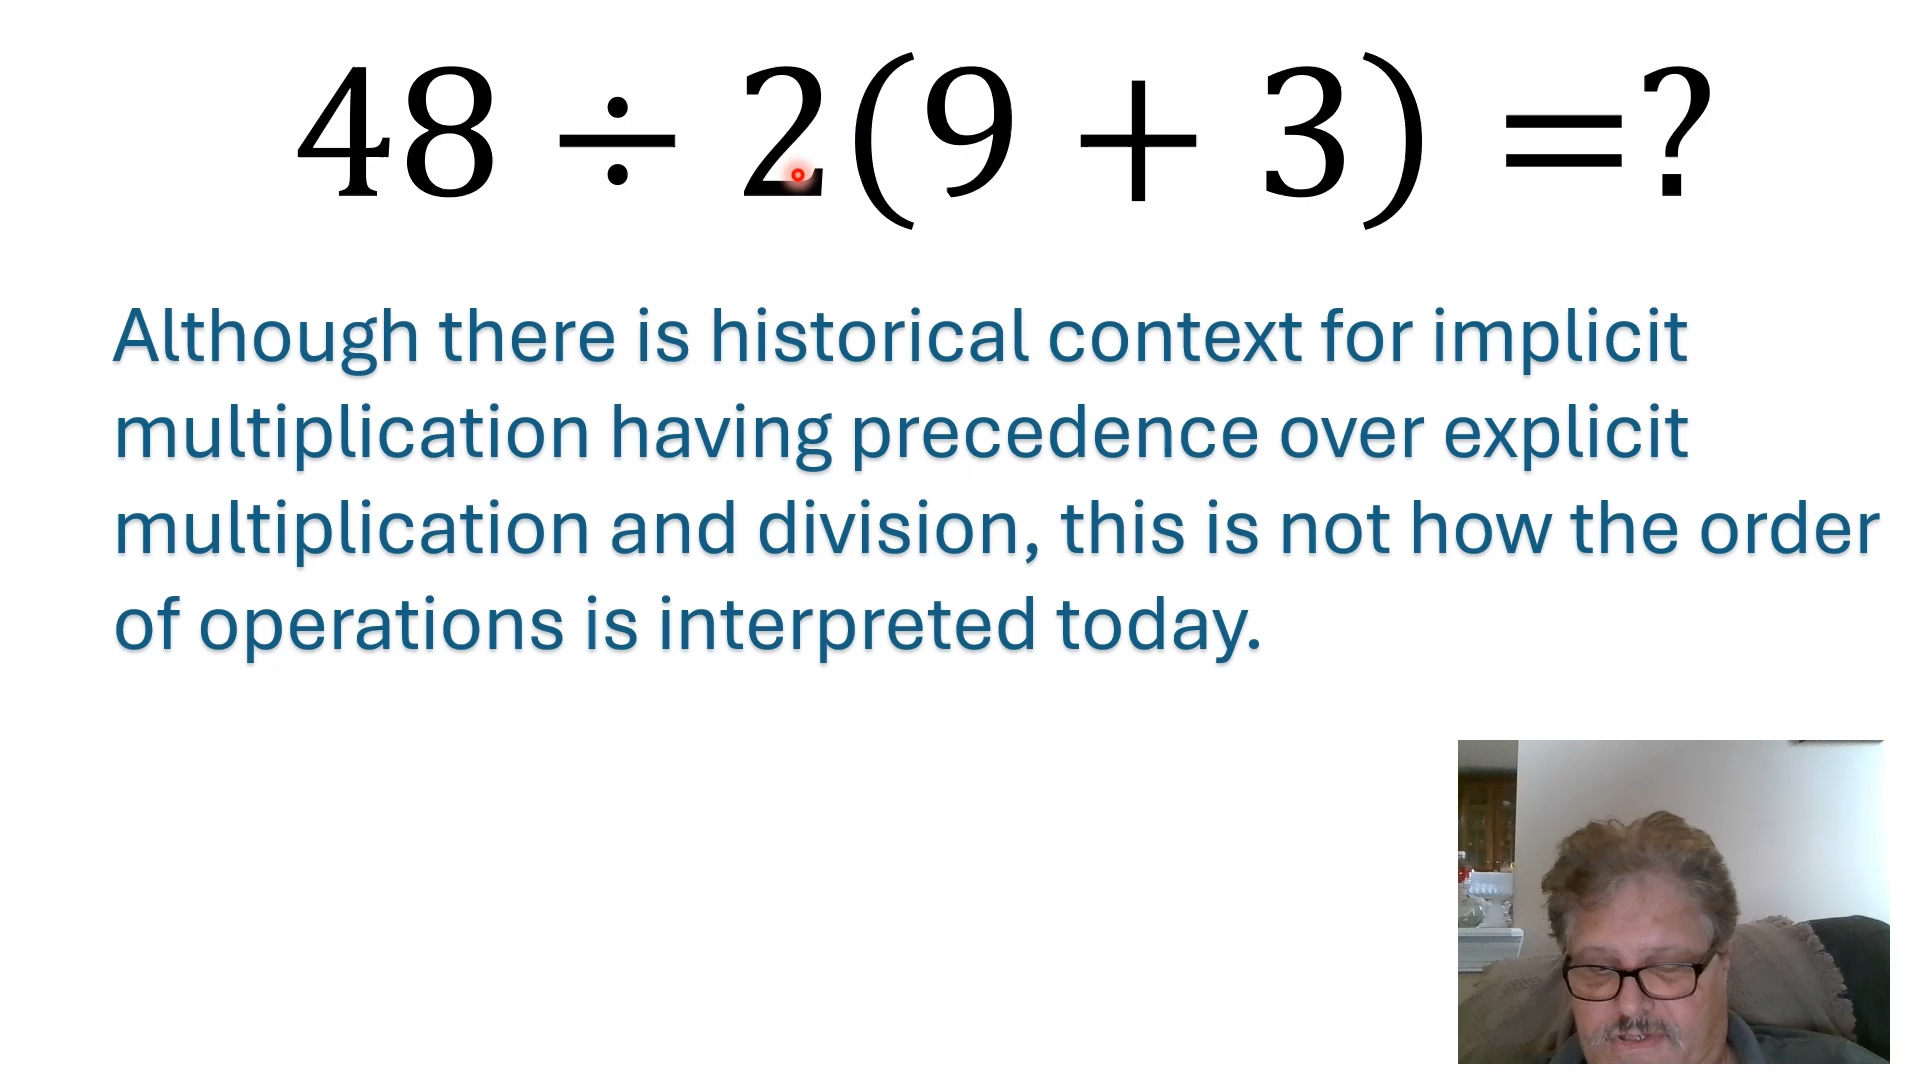 48 ÷ 2(9 + 3) =?
Although there is historical context for implicit
multiplication having precedence over explicit
multiplication and division, this is not how the order
of operations is interpreted today.